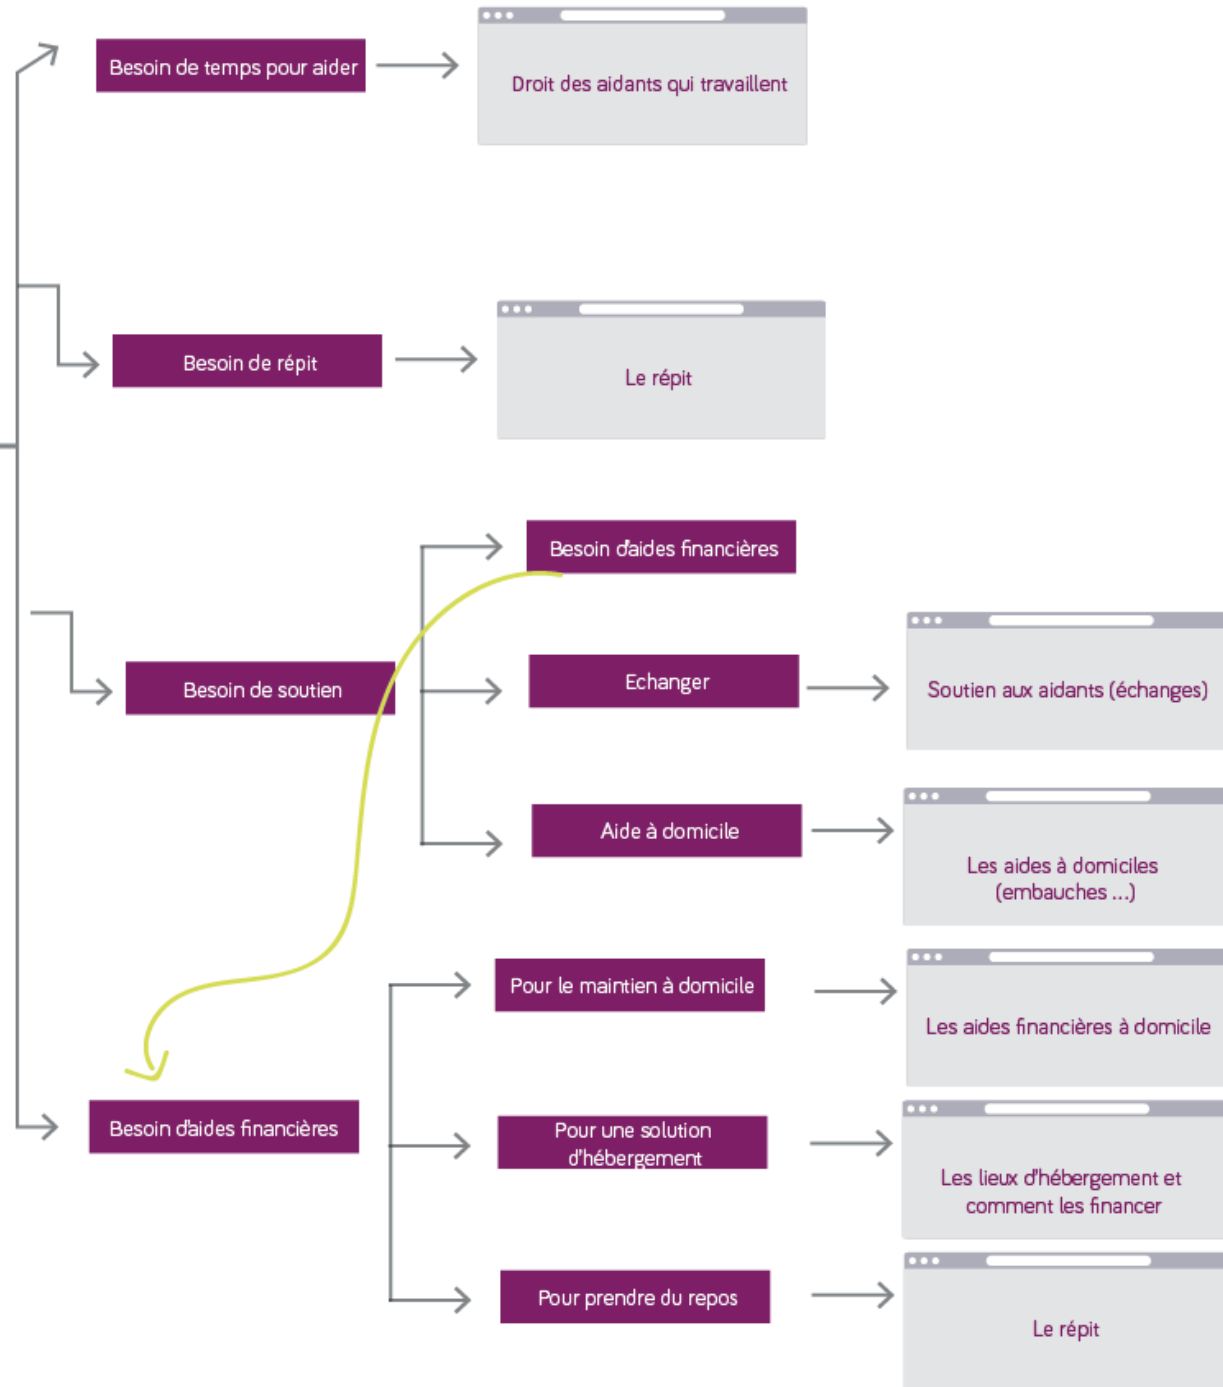 Besoin de temps pour aider
Droit des aidants qui travaillent
Besoin de répit
Le répit
Besoin d'aides financières
Besoin de soutien
Echanger
Soutien aux aidants (échanges)
Aide à domicile
Les aides à domiciles
(embauches ...)
Pour le maintien à domicile
Les aides financières à domicile
Besoin d'aides financières
Pour une solution
d'hébergement
Les lieux d'hébergement et
comment les financer
Pour prendre du repos
Le répit